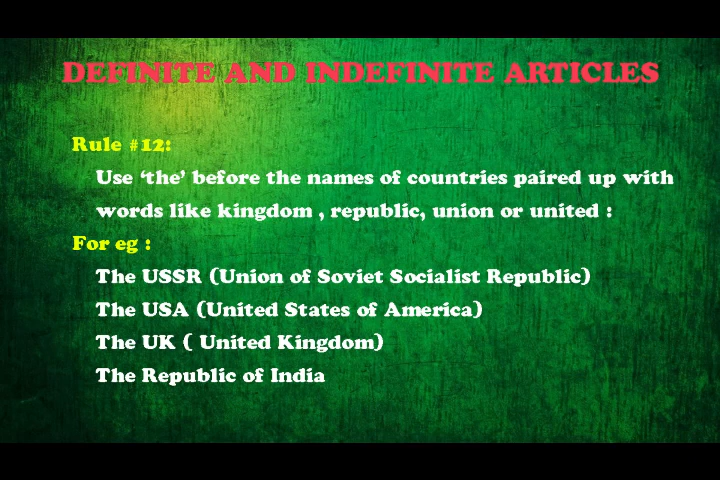 DEFINITE AND INDEFINITE ARTICLES
Rule #12:
Use ‘the’ before the names of countries paired up with
words like kingdom , republic, union or united :
For eg :
The USSR (Union of Soviet Socialist Republic)
The USA (United States of America)
The UK ( United Kingdom)
The Republic of India